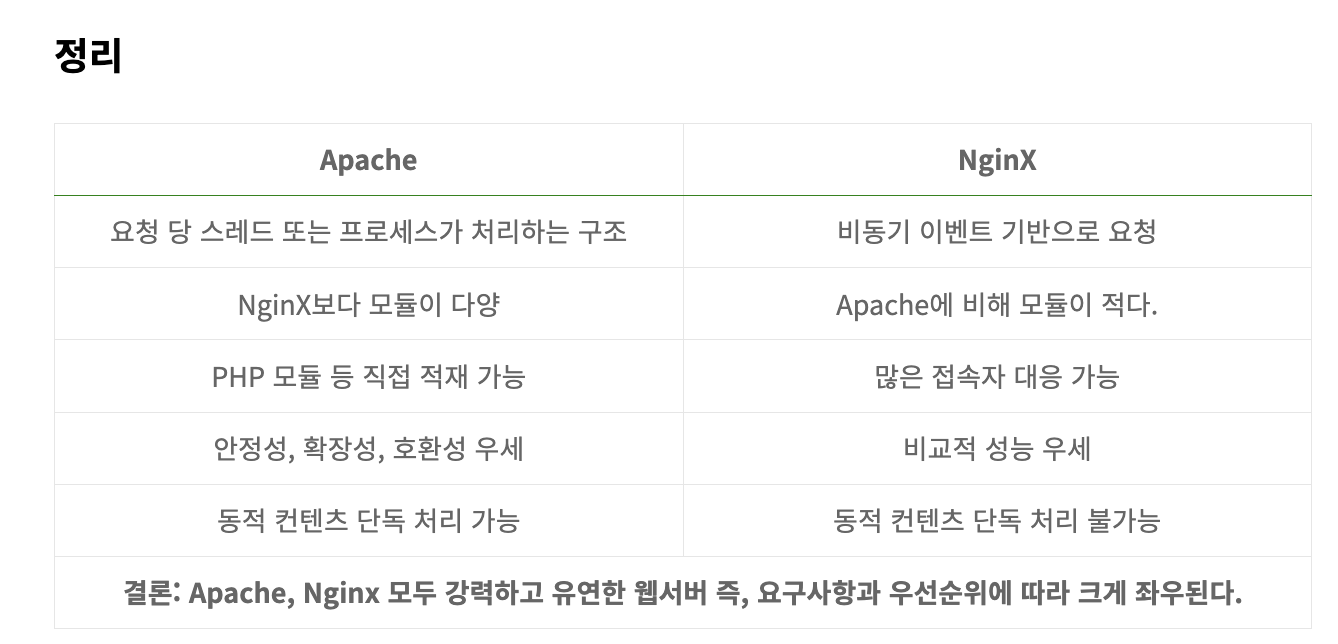 정리
Apache NginX
요청 당 스레드 또는 프로세스가 처리하는 구조 비동기 이벤트 기반으로 요청
NginX보다 모듈이 다양 Apache에 비해 모듈이 적다.
PHP 모듈 등 직접 적재 가능 많은 접속자 대응 가능
안정성, 확장성, 호환성 우세 비교적 성능 우세
동적 컨텐츠 단독 처리 가능 동적 컨텐츠 단독 처리 불가능
결론: Apache, Nginx 모두 강력하고 유연한 웹서버 즉, 요구사항과 우선순위에 따라 크게 좌우된다.